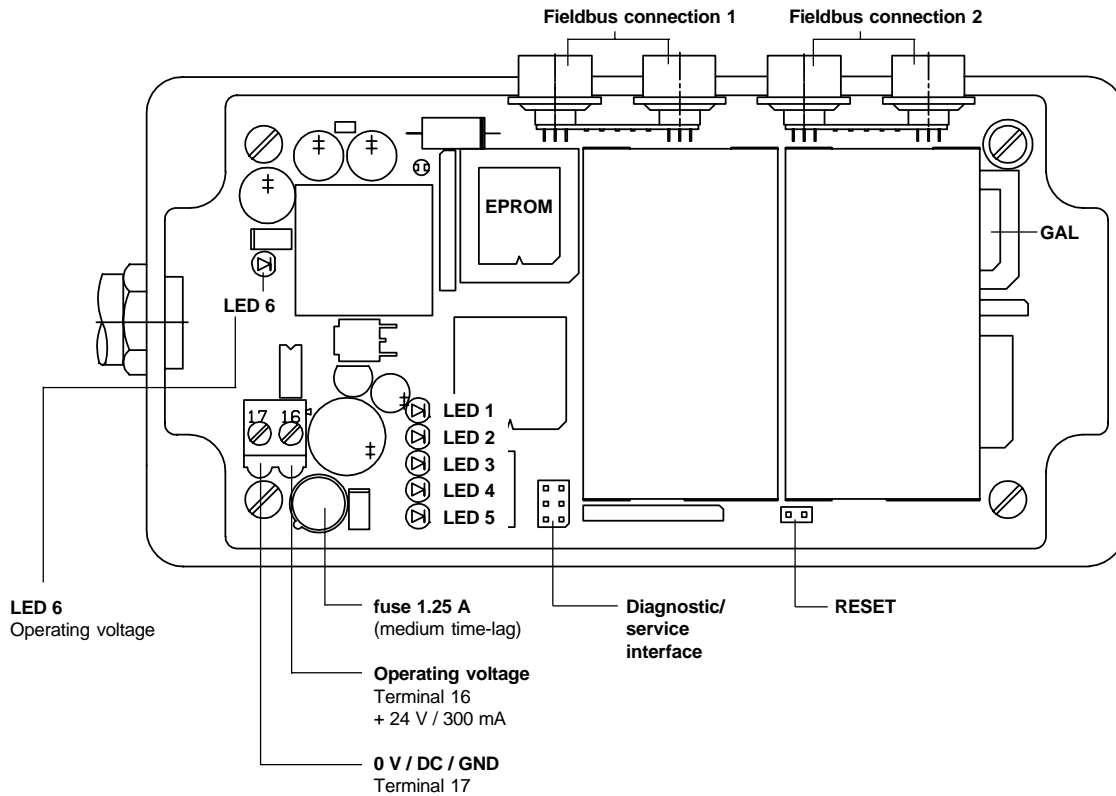 Fieldbus connection 1
Fieldbus connection 2
EPROM
GAL
LED 6
17 16
LED 1
LED 2
LED 3
LED 4
LED 5
LED 6
Operating voltage
fuse 1.25 A
(medium time-lag)
Diagnostic/
service
interface
RESET
Operating voltage
Terminal 16
+ 24 V / 300 mA
0 V / DC / GND
Terminal 17